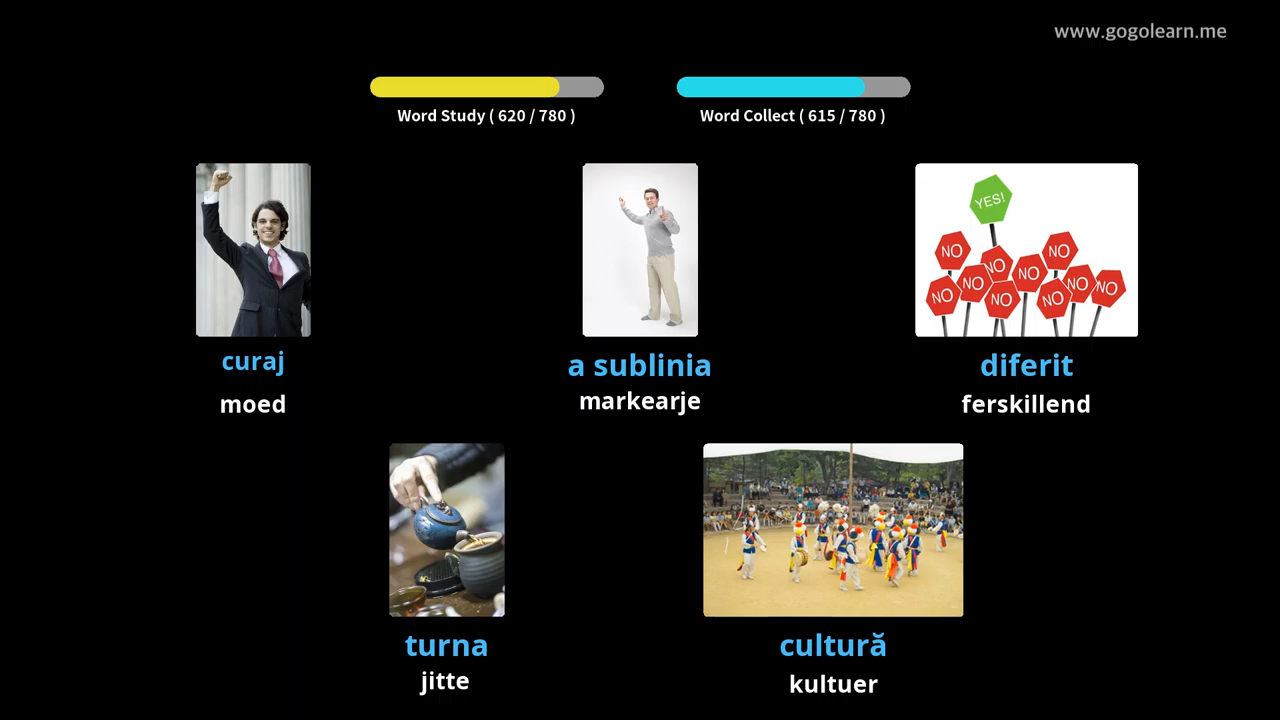 www.gogolearn.me
Word Study ( 620 / 780 )
Word Collect ( 615 / 780 )
YES!
NO
NO
NO
NO
NO
NO
NO
NO
NO
NO
curaj
a sublinia
diferit
moed
markearje
ferskillend
turna
cultură
jitte
kultuer